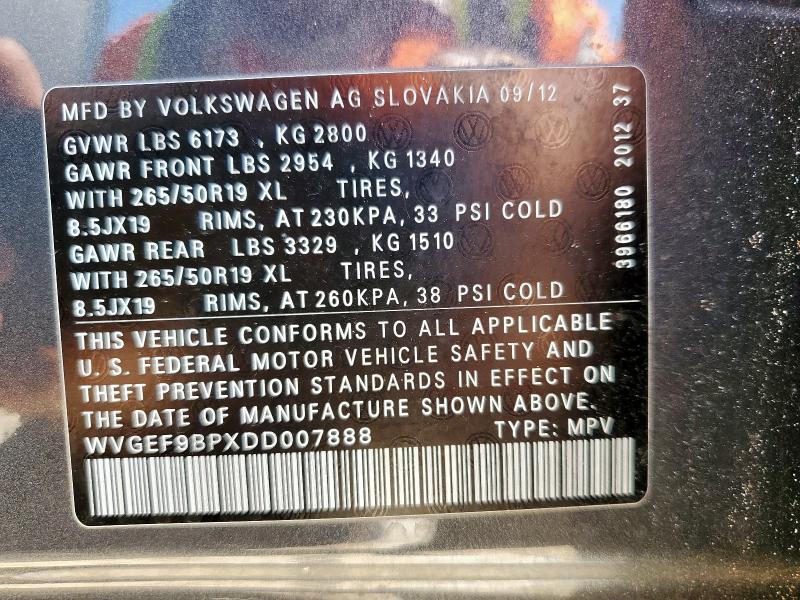 MFD BY VOLKSWAGEN AG SLOVAKIA 09/12
GVWR LBS 6173 , KG 2800
GAWR FRONT LBS 2954 , KG 1340
WITH 265/50R19 XL TIRES,
8.5JX19 RIMS, AT 230KPA, 33 PSI COLD
GAWR REAR LBS 3329 , KG 1510
WITH 265/50R19 XL TIRES,
8.5JX19 RIMS, AT 260KPA, 38 PSI COLD
3966180 2012 37
THIS VEHICLE CONFORMS TO ALL APPLICABLE
U. S. FEDERAL MOTOR VEHICLE SAFETY AND
THEFT PREVENTION STANDARDS IN EFFECT ON
THE DATE OF MANUFACTURE SHOWN ABOVE.
WVGEF9BPXDD007888 TYPE: MPV